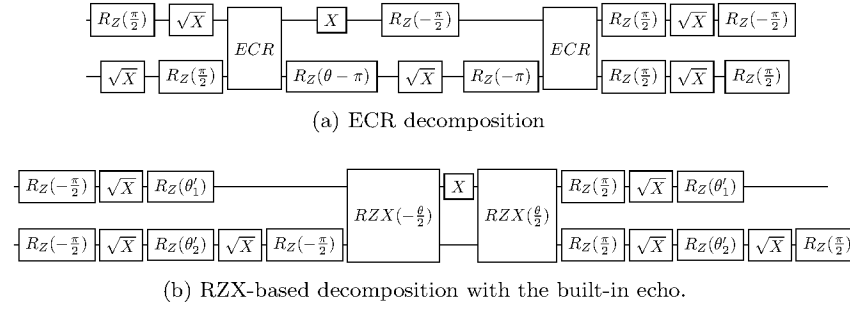 R_Z(π/2) √X ECR X R_Z(−π/2) ECR R_Z(π/2) √X R_Z(−π/2)
√X R_Z(π/2) R_Z(θ − π) √X R_Z(−π) R_Z(π/2) √X R_Z(π/2)
(a) ECR decomposition
R_Z(−π/2) √X R_Z(θ′_1) RZX(−θ/2) X RZX(θ/2) R_Z(π/2) √X R_Z(θ′_1)
R_Z(−π/2) √X R_Z(θ′_2) √X R_Z(−π/2) R_Z(π/2) √X R_Z(θ′_2) √X R_Z(π/2)
(b) RZX-based decomposition with the built-in echo.